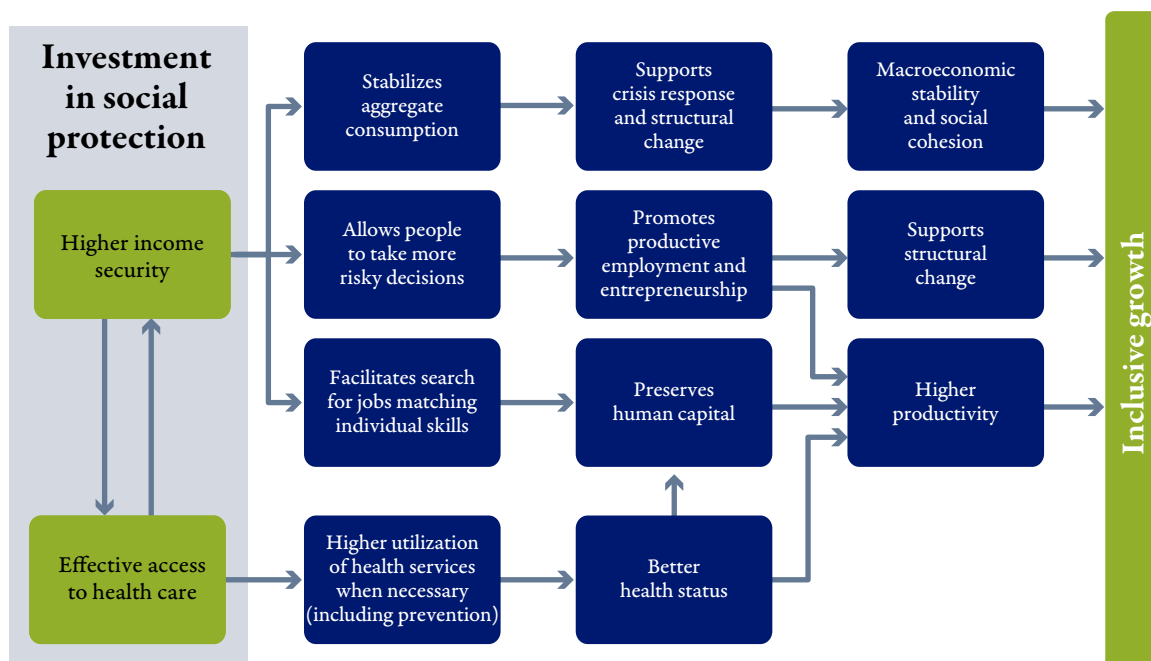 Investment
in social
protection
Higher income
security
Effective access
to health care
Stabilizes
aggregate
consumption
Supports
crisis response
and structural
change
Macroeconomic
stability
and social
cohesion
Allows people
to take more
risky decisions
Promotes
productive
employment and
entrepreneurship
Supports
structural
change
Facilitates search
for jobs matching
individual skills
Preserves
human capital
Higher
productivity
Higher utilization
of health services
when necessary
(including prevention)
Better
health status
Inclusive growth